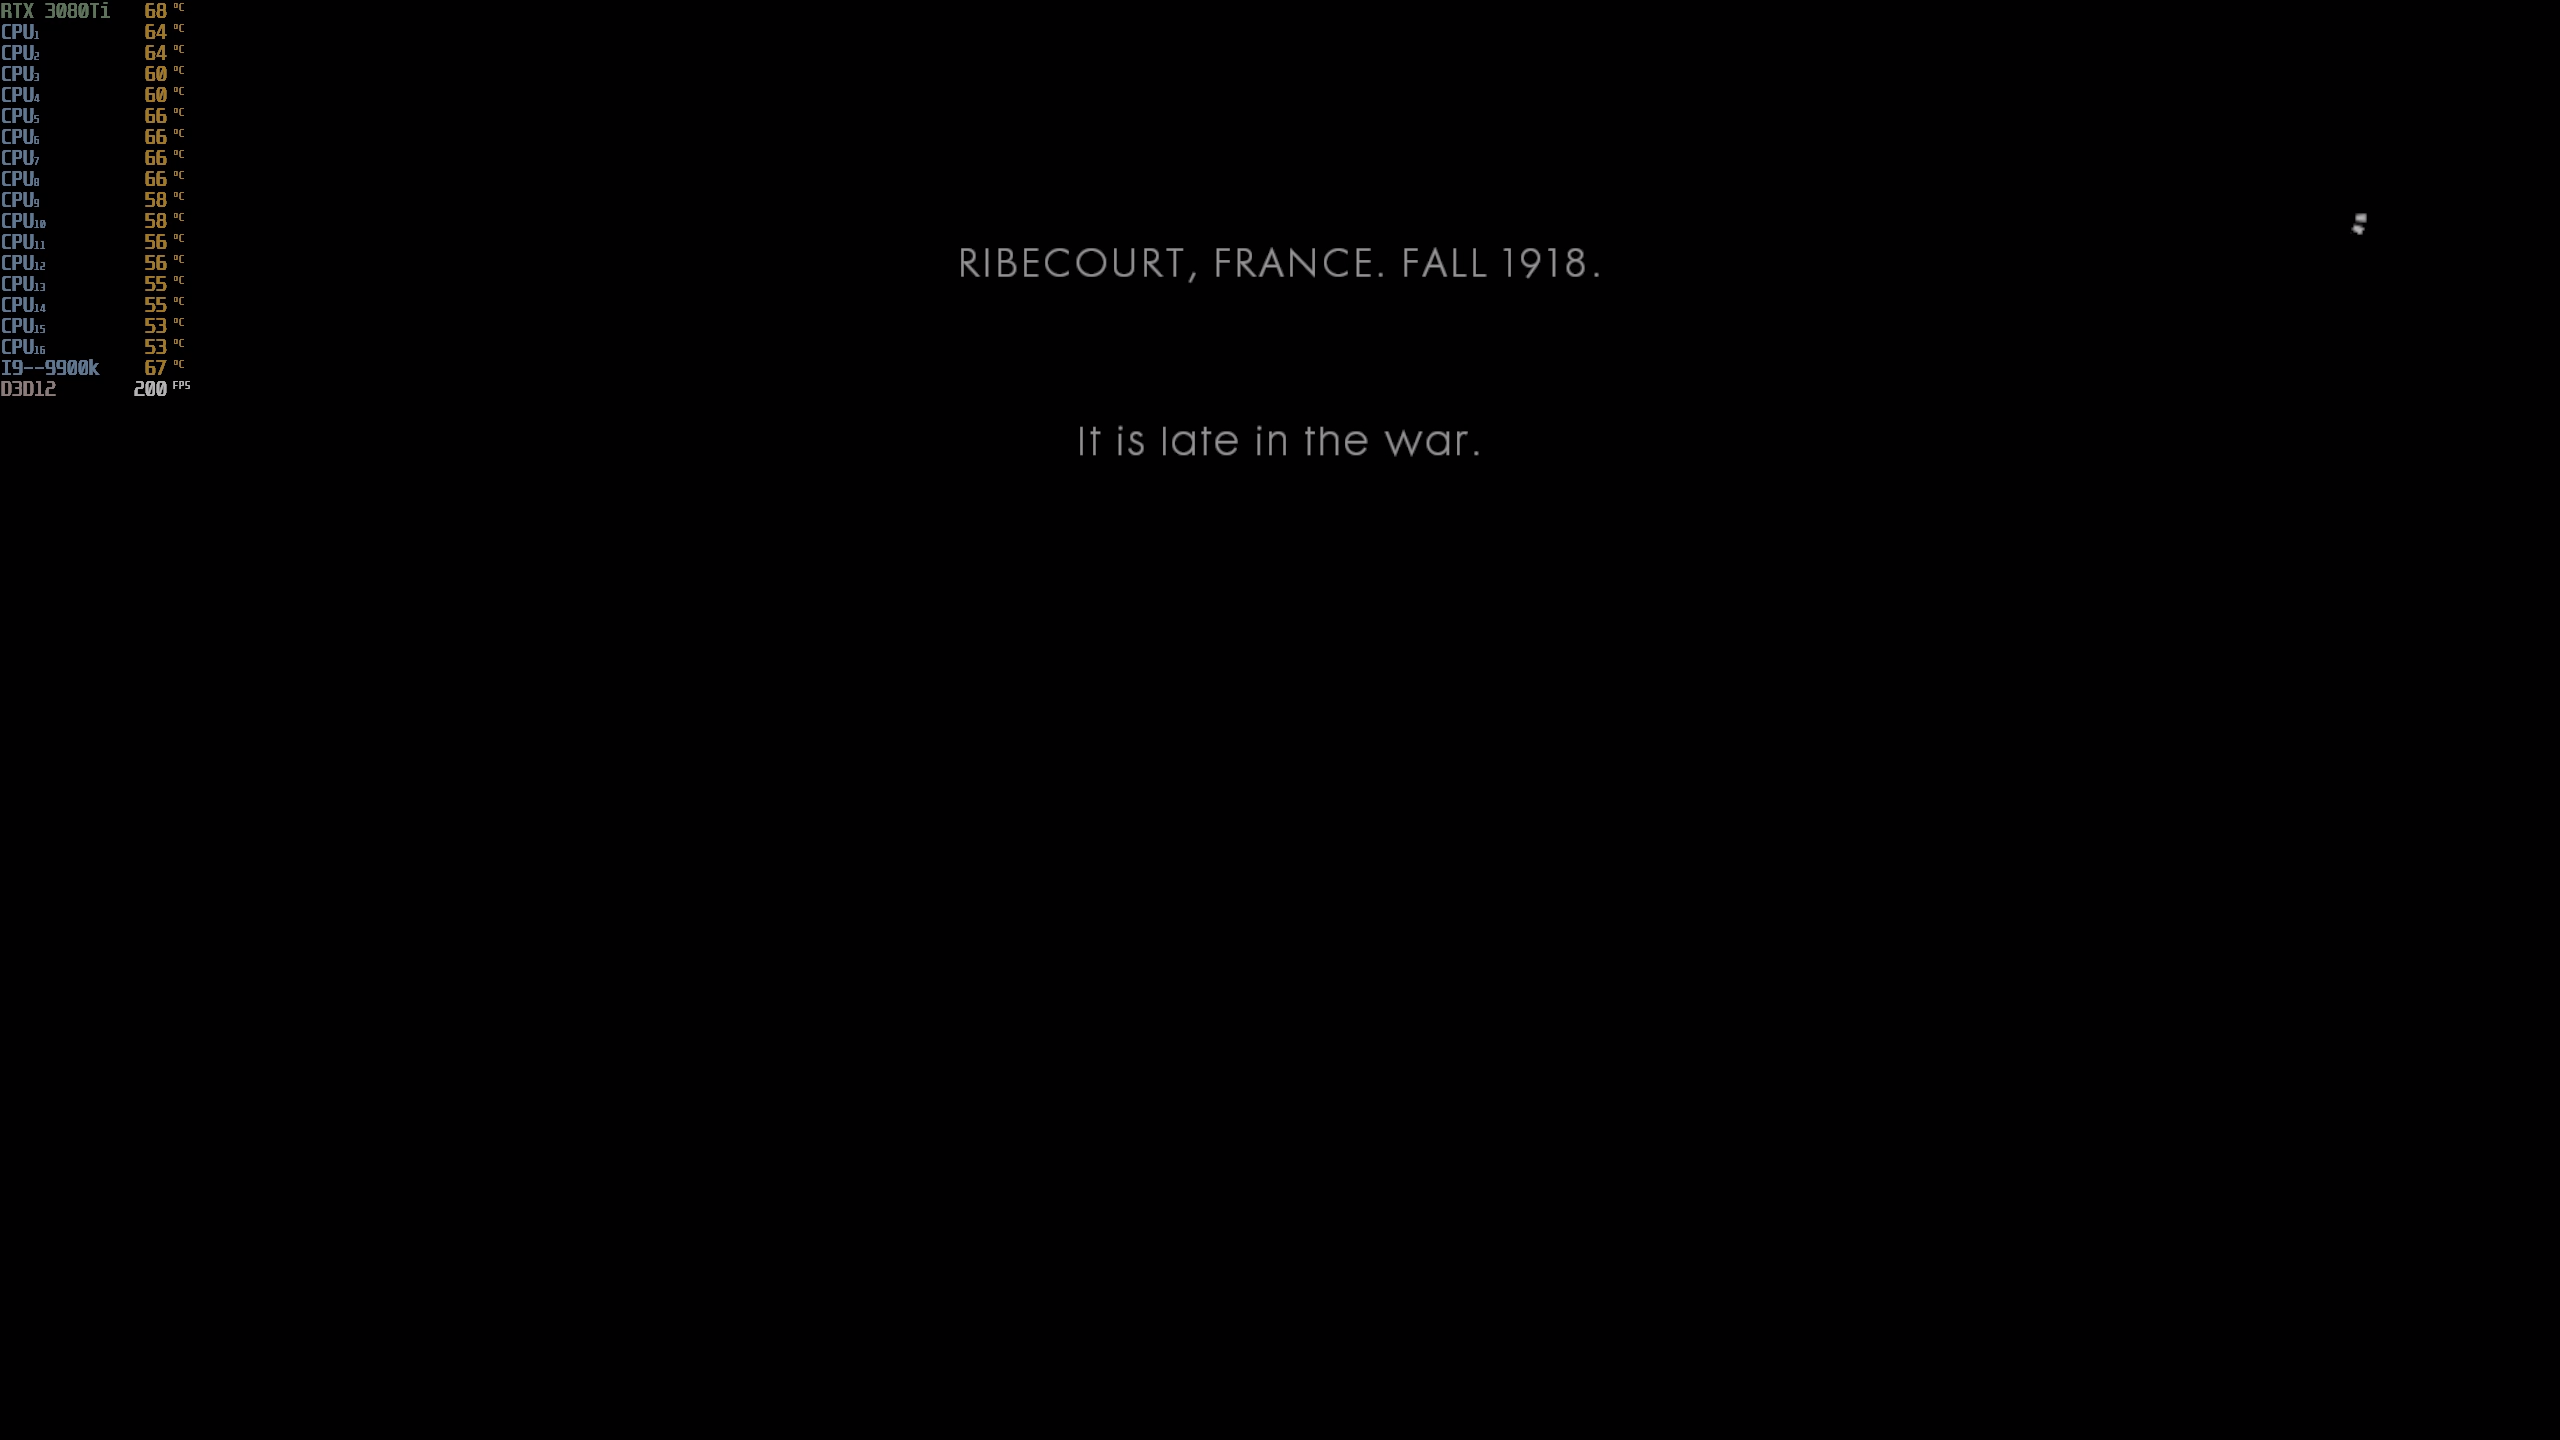 RTX 3080Ti 68 °C
CPU1 64 °C
CPU2 64 °C
CPU3 60 °C
CPU4 60 °C
CPU5 66 °C
CPU6 66 °C
CPU7 66 °C
CPU8 66 °C
CPU9 58 °C
CPU10 58 °C
CPU11 56 °C
CPU12 56 °C
CPU13 55 °C
CPU14 55 °C
CPU15 53 °C
CPU16 53 °C
I9--9900k 67 °C
D3D12 200 FPS
RIBECOURT, FRANCE. FALL 1918.
It is late in the war.